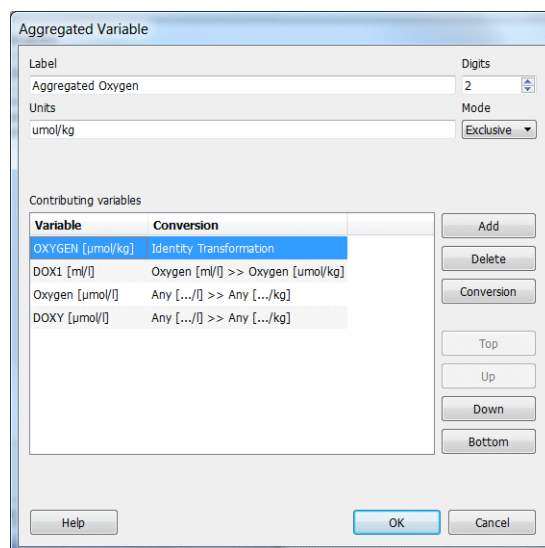 Aggregated Variable
Label
Digits
Aggregated Oxygen
2
Units
Mode
umol/kg
Exclusive
Contributing variables
Variable Conversion
OXYGEN [µmol/kg] Identity Transformation
DOX1 [ml/l] Oxygen [ml/l] >> Oxygen [umol/kg]
Oxygen [µmol/l] Any [.../l] >> Any [.../kg]
DOXY [µmol/l] Any [.../l] >> Any [.../kg]
Add
Delete
Conversion
Top
Up
Down
Bottom
Help
OK
Cancel